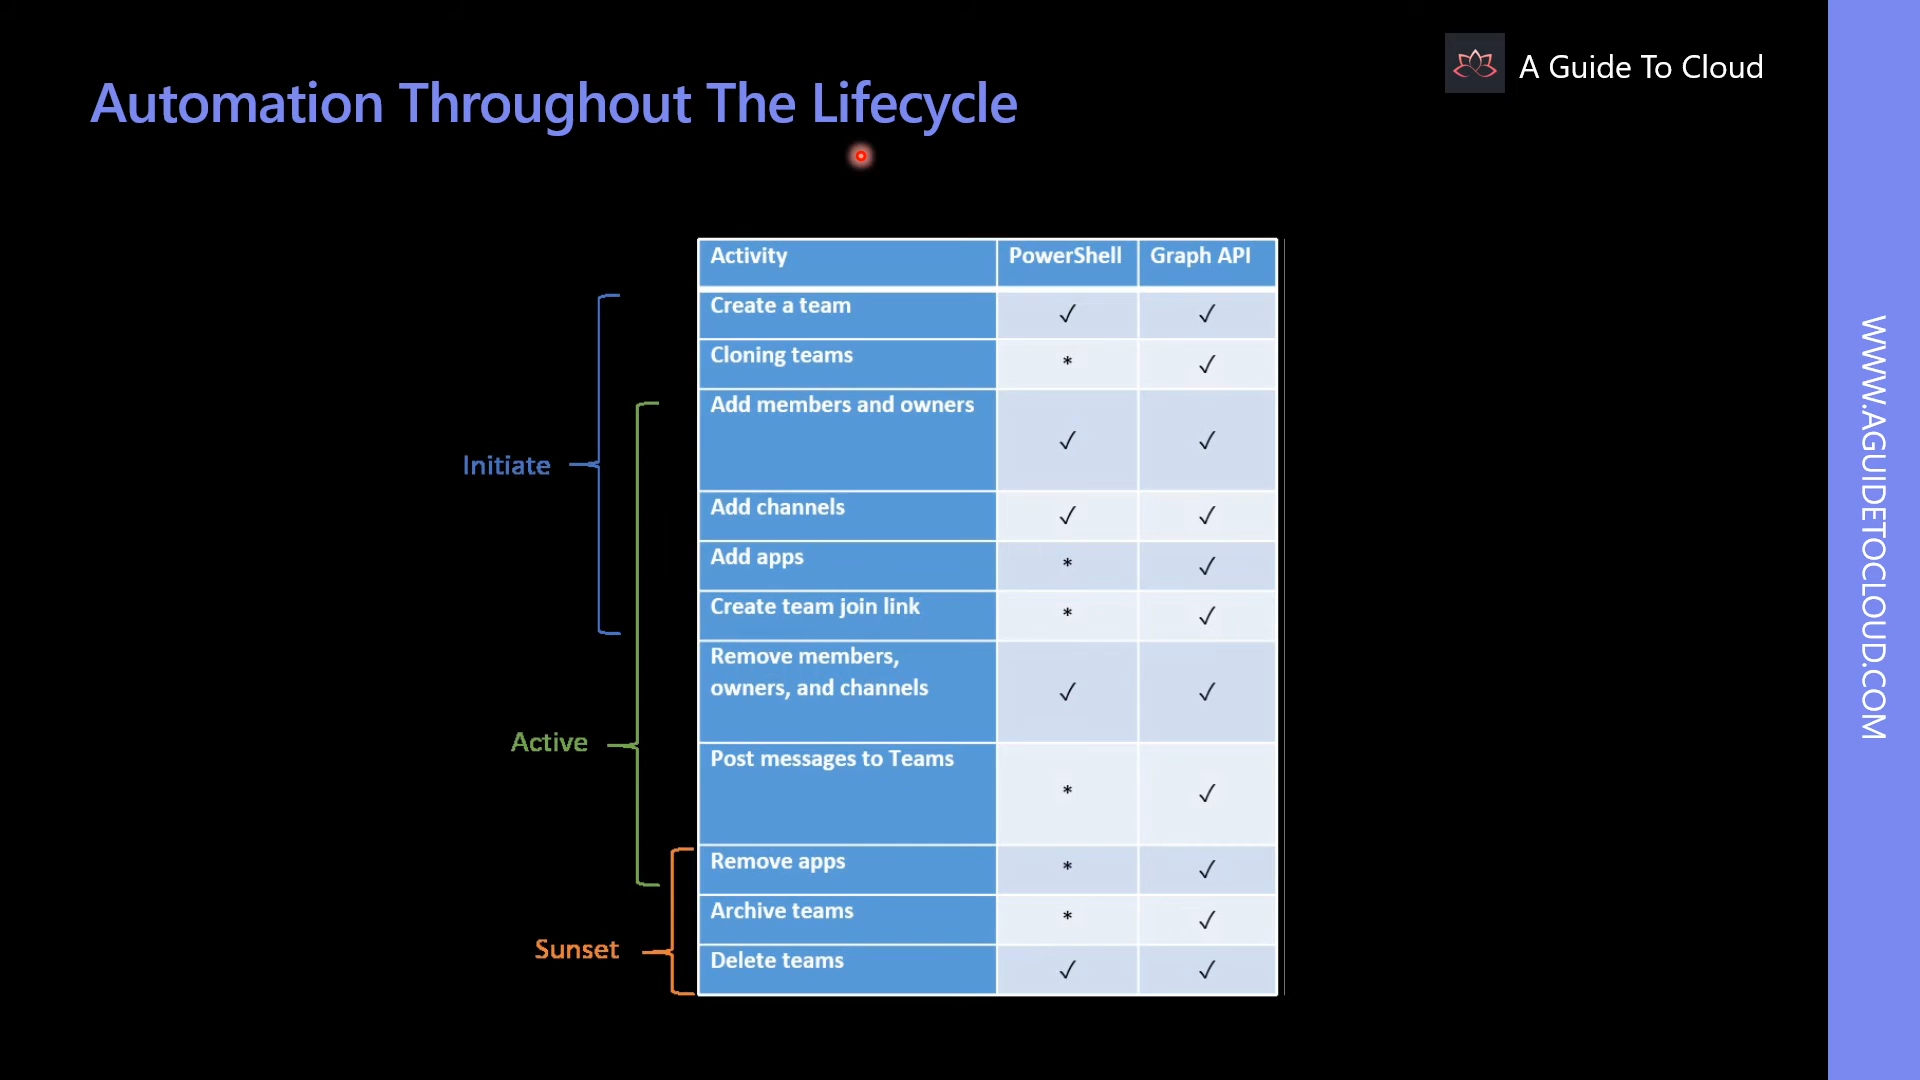 A Guide To Cloud
Automation Throughout The Lifecycle
Activity PowerShell Graph API
Create a team ✓ ✓
Cloning teams * ✓
Add members and owners ✓ ✓
Add channels ✓ ✓
Add apps * ✓
Create team join link * ✓
Remove members,
owners, and channels ✓ ✓
Post messages to Teams * ✓
Remove apps * ✓
Archive teams * ✓
Delete teams ✓ ✓
Initiate
Active
Sunset
WWW.AGUIDETOCLOUD.COM